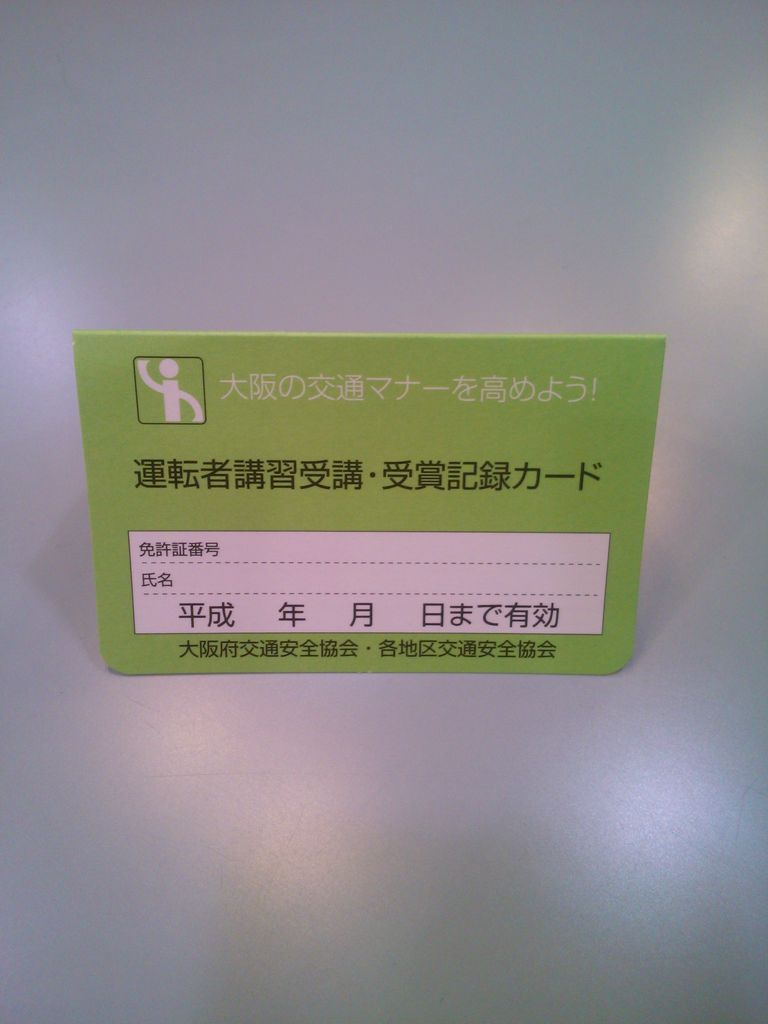 大阪の交通マナーを高めよう!
運転者講習受講・受賞記録カード
免許証番号
氏名
平成 年 月 日まで有効
大阪府交通安全協会・各地区交通安全協会